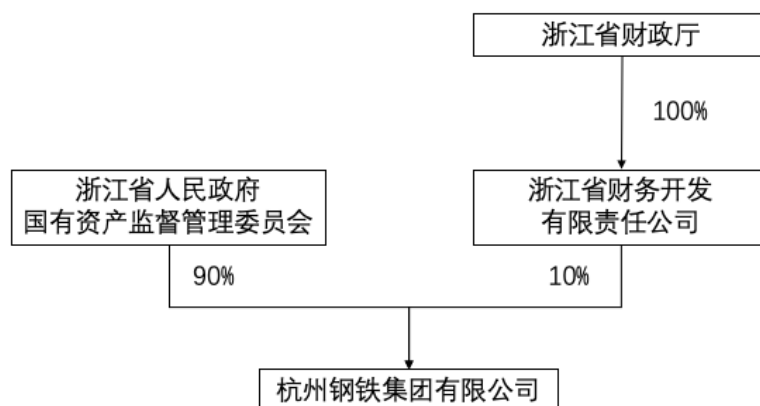 浙江省财政厅
100%
浙江省人民政府
国有资产监督管理委员会
浙江省财务开发
有限责任公司
90%
10%
杭州钢铁集团有限公司